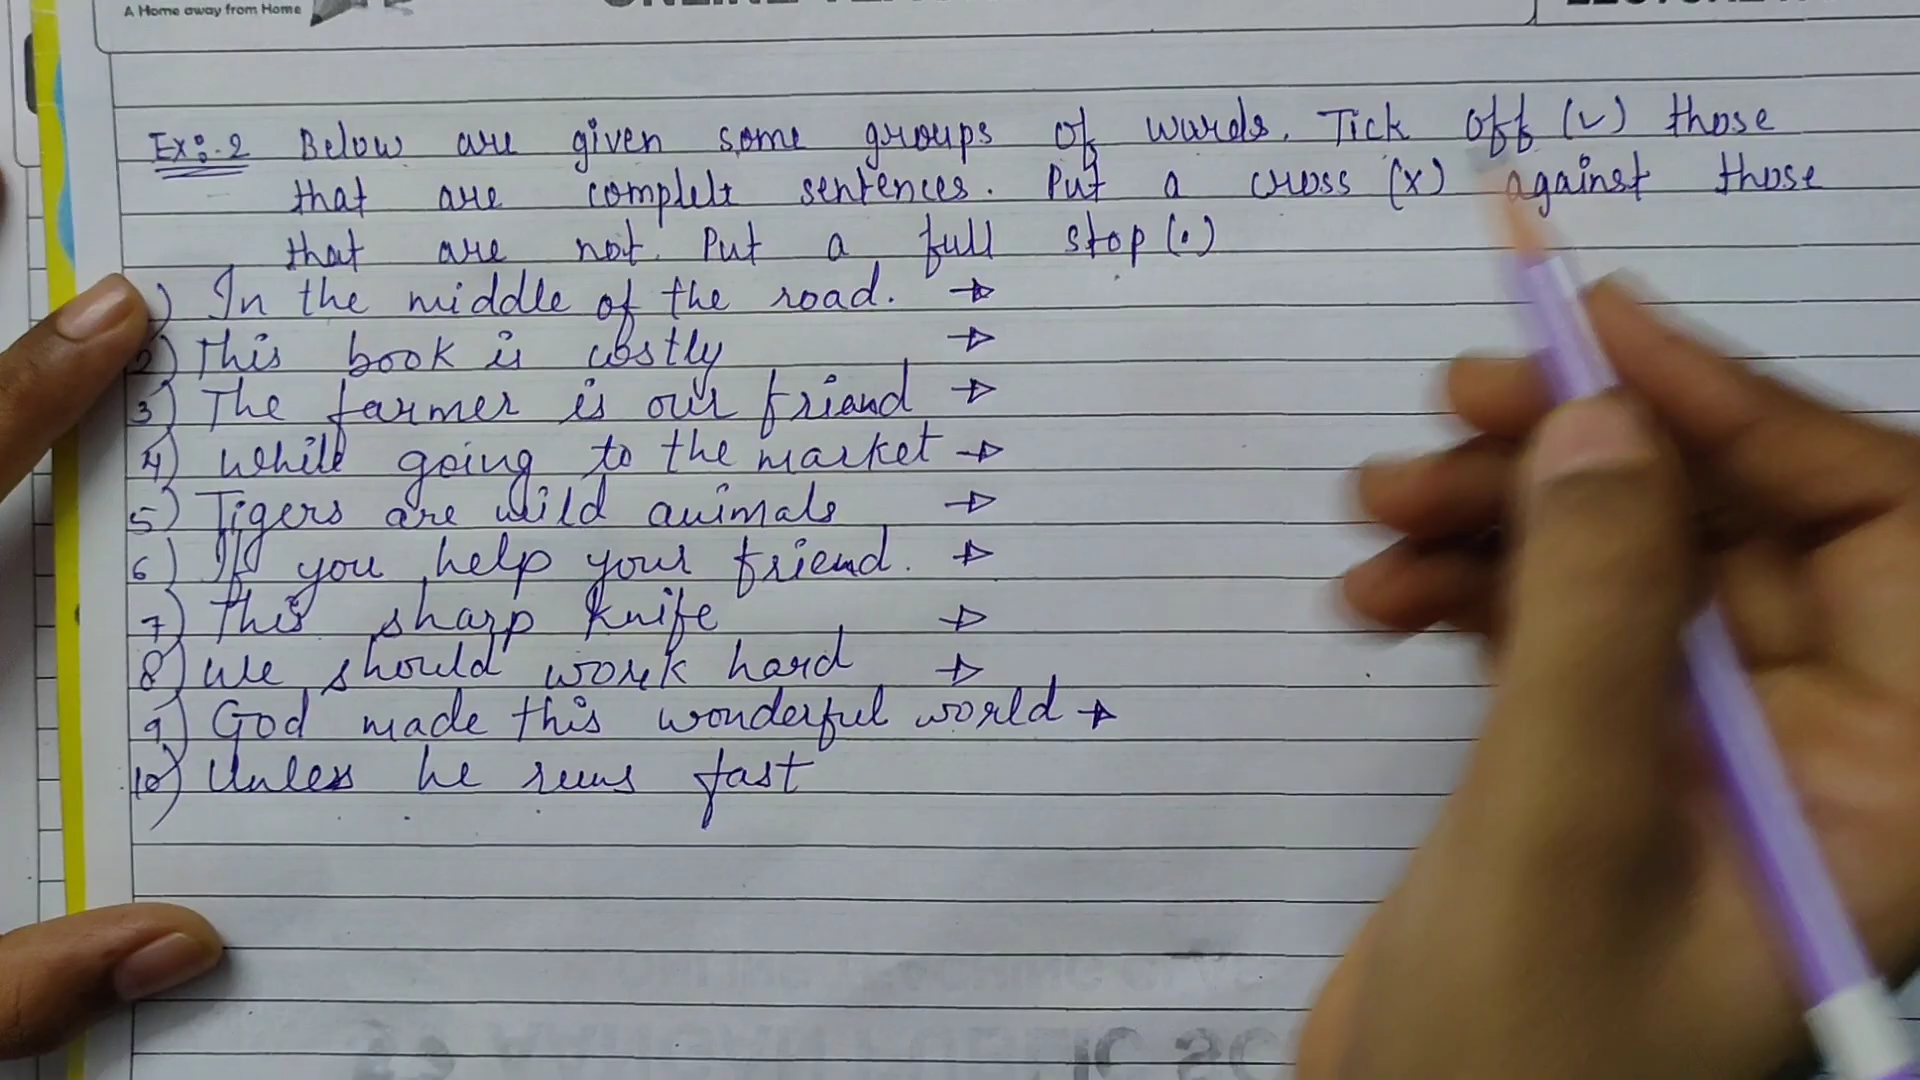 A Home away from Home
Ex:-2 Below are given some groups of words. Tick off (✓) those
that are complete sentences. Put a cross (x) against those
that are not. Put a full stop (.)
1) In the middle of the road. →
2) This book is costly →
3) The farmer is our friend →
4) While going to the market →
5) Tigers are wild animals →
6) If you help your friend. →
7) This sharp knife →
8) We should work hard →
9) God made this wonderful world →
10) Unless he runs fast